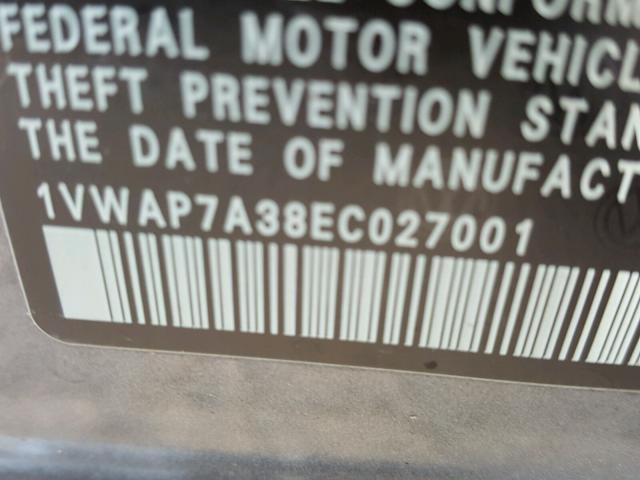 FEDERAL MOTOR VEHICL
THEFT PREVENTION STAN
THE DATE OF MANUFACT
1VWAP7A38EC027001